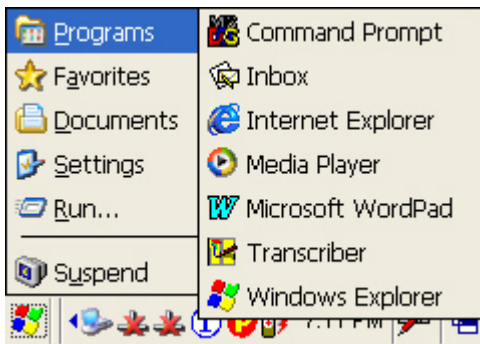 Programs
Favorites
Documents
Settings
Run...
Suspend
Command Prompt
Inbox
Internet Explorer
Media Player
Microsoft WordPad
Transcriber
Windows Explorer